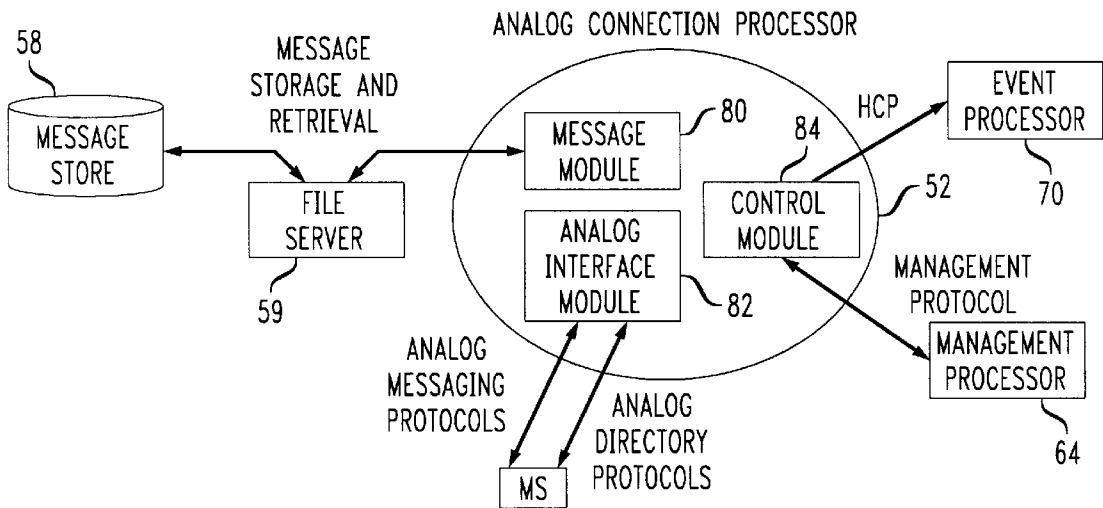 58
MESSAGE
STORE
MESSAGE
STORAGE AND
RETRIEVAL
FILE
SERVER
59
ANALOG CONNECTION PROCESSOR
MESSAGE
MODULE
80
ANALOG
INTERFACE
MODULE
82
84
CONTROL
MODULE
52
HCP
EVENT
PROCESSOR
70
MANAGEMENT
PROTOCOL
MANAGEMENT
PROCESSOR
64
ANALOG
MESSAGING
PROTOCOLS
ANALOG
DIRECTORY
PROTOCOLS
MS